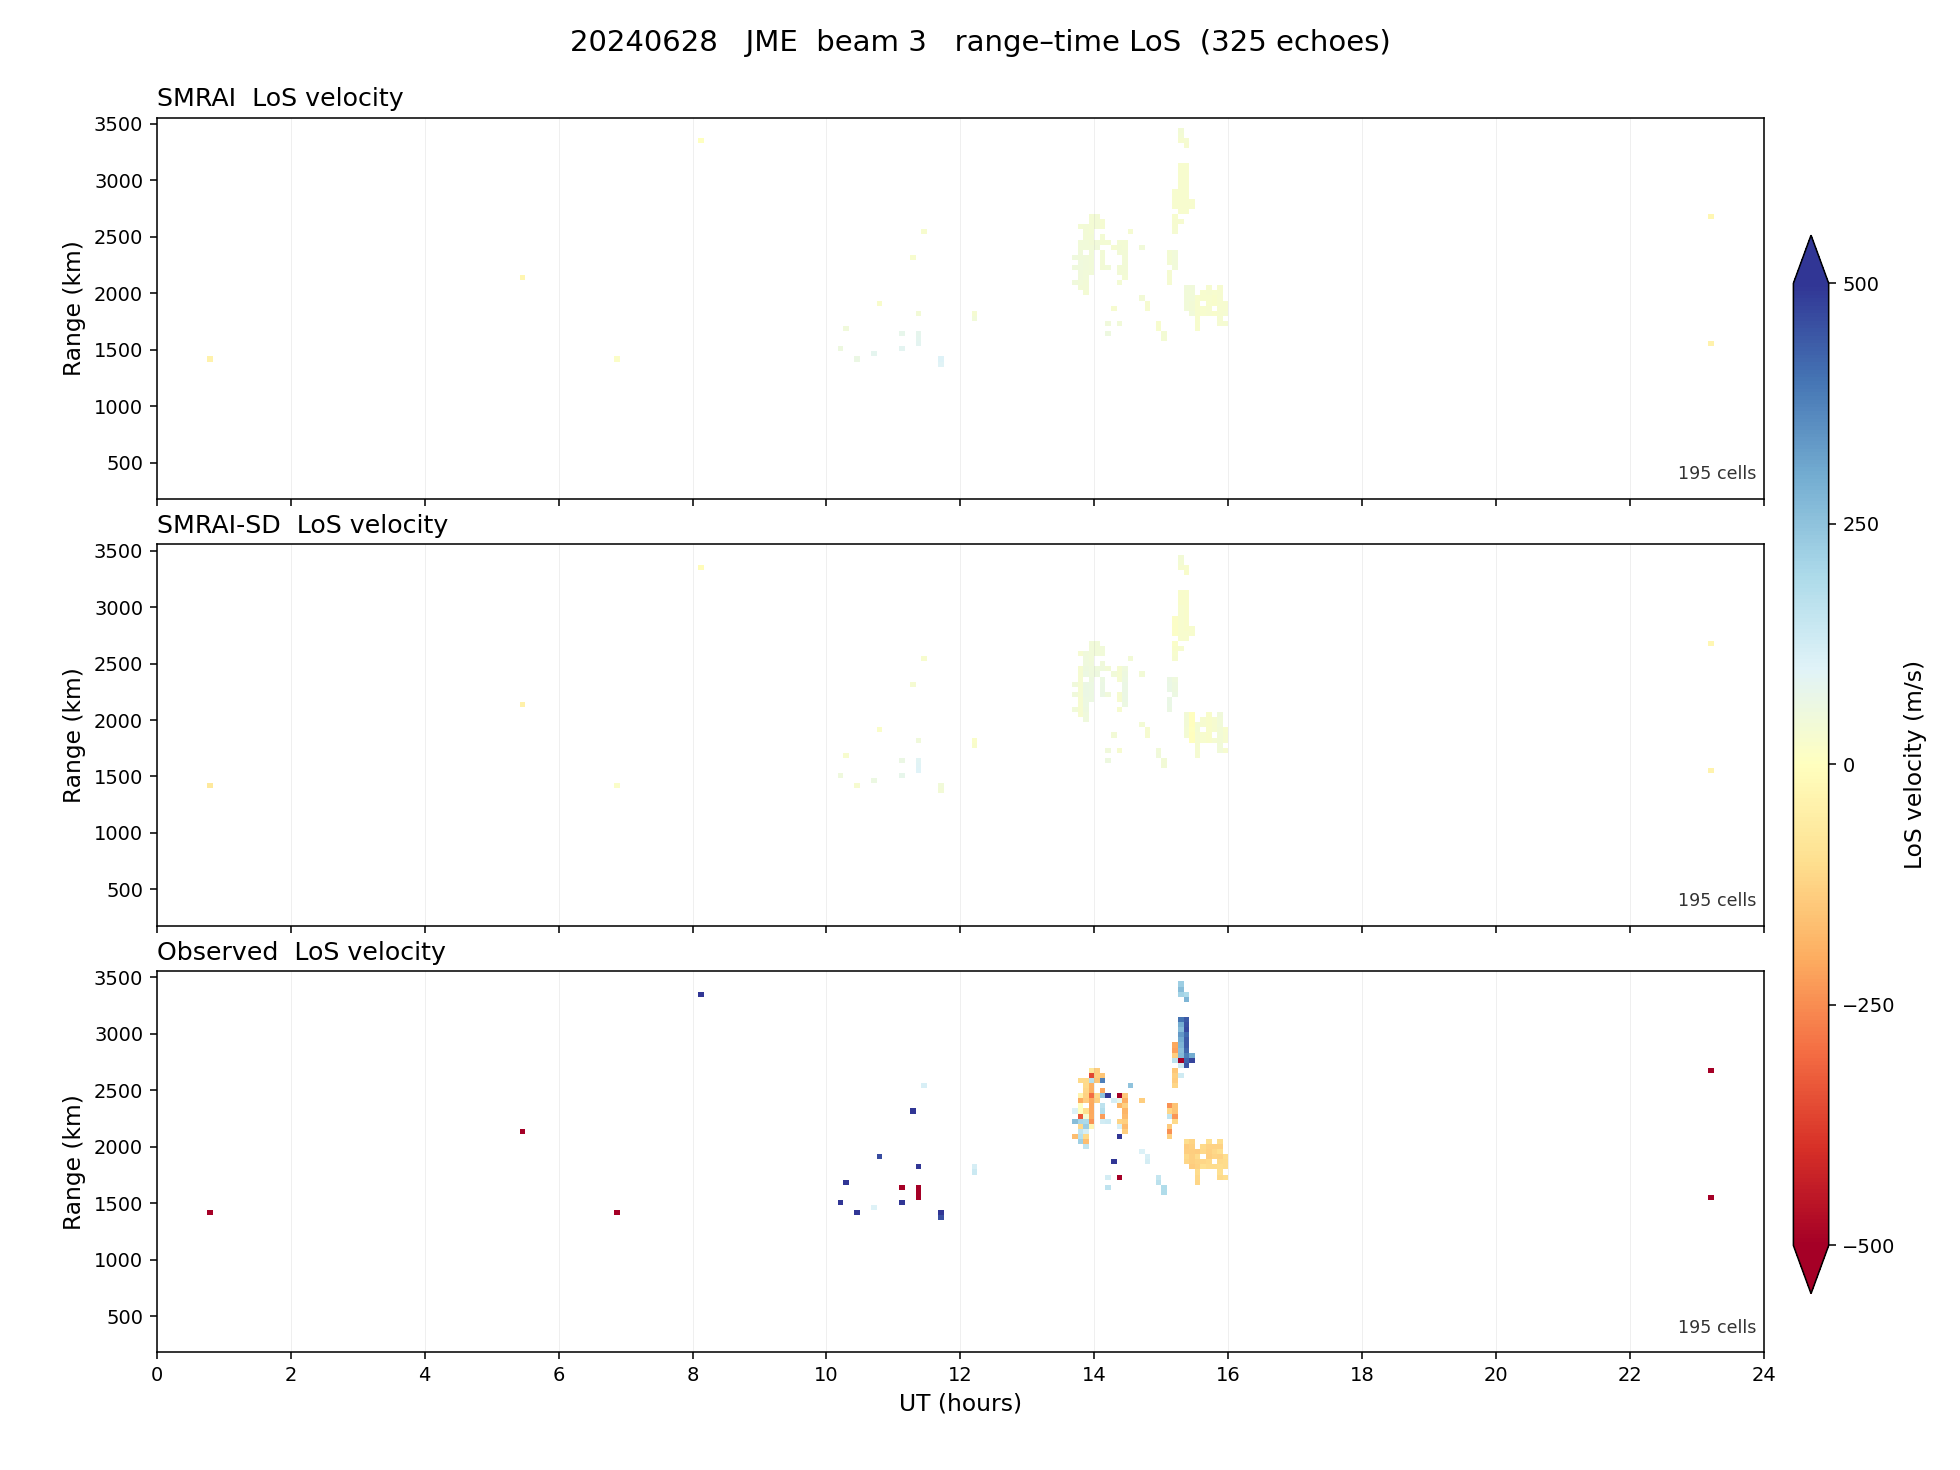 20240628 JME beam 3 range–time LoS (325 echoes)
SMRAI LoS velocity
3500
3000
2500
2000
1500
1000
500
Range (km)
195 cells
SMRAI-SD LoS velocity
3500
3000
2500
2000
1500
1000
500
Range (km)
195 cells
Observed LoS velocity
3500
3000
2500
2000
1500
1000
500
Range (km)
195 cells
0 2 4 6 8 10 12 14 16 18 20 22 24
UT (hours)
500
250
0
−250
−500
LoS velocity (m/s)